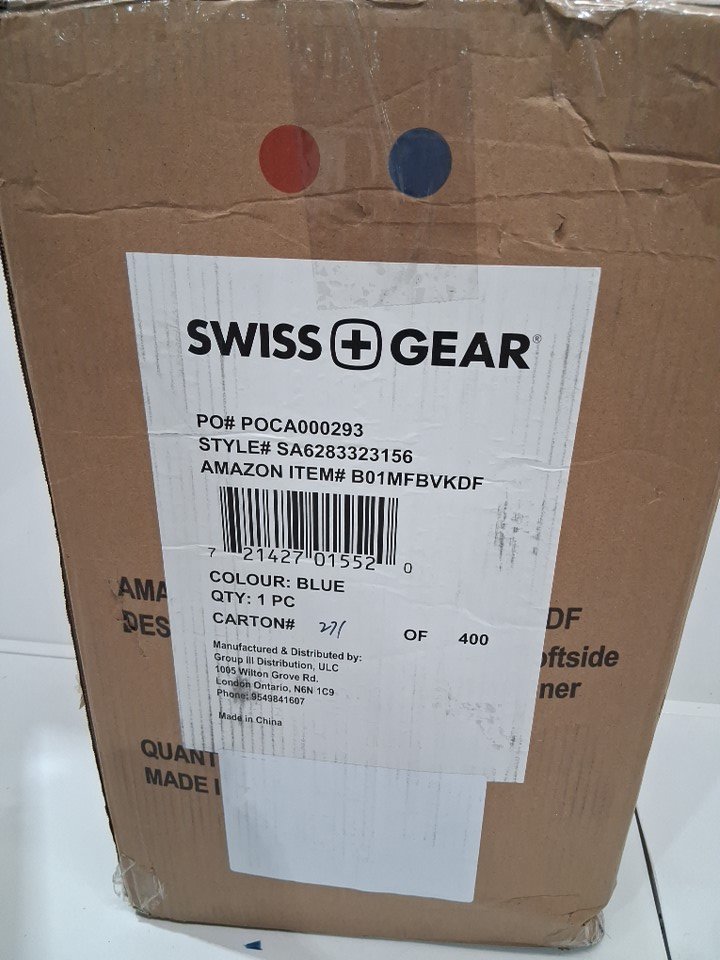 SWISS GEAR®
PO# POCA000293
STYLE# SA6283323156
AMAZON ITEM# B01MFBVKDF
7 21427 01552 0
COLOUR: BLUE
QTY: 1 PC
CARTON# 271 OF 400
Manufactured & Distributed by:
Group III Distribution, ULC
1005 Wilton Grove Rd.
London Ontario, N6N 1C9
Phone: 9549841607
Made in China
AMA DF
DES oftside
ner
QUANT
MADE I